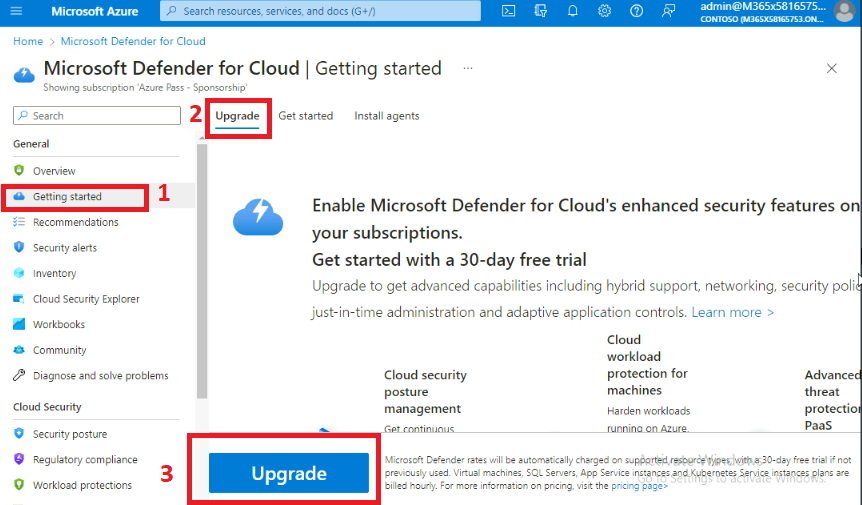 Microsoft Azure
Search resources, services, and docs (G+/)
admin@M365x5816575...
CONTOSO (M365X58165753.ON...
Home > Microsoft Defender for Cloud
Microsoft Defender for Cloud | Getting started ...
Showing subscription 'Azure Pass - Sponsorship'
Search
2
Upgrade
Get started
Install agents
General
Overview
Getting started
1
Recommendations
Security alerts
Inventory
Cloud Security Explorer
Workbooks
Community
Diagnose and solve problems
Cloud Security
Security posture
Regulatory compliance
Workload protections
Enable Microsoft Defender for Cloud's enhanced security features on
your subscriptions.
Get started with a 30-day free trial
Upgrade to get advanced capabilities including hybrid support, networking, security polic
just-in-time administration and adaptive application controls. Learn more >
Cloud security
posture
management
Get continuous
Cloud
workload
protection for
machines
Harden workloads
running on Azure,
Advanced
threat
protection
PaaS
3
Upgrade
Microsoft Defender rates will be automatically charged on supported resource types, with a 30-day free trial if not
previously used. Virtual machines, SQL Servers, App Service instances and Kubernetes Service instances plans are
billed hourly. For more information on pricing, visit the pricing page>
Activate Windows
Go to Settings to activate Windows.